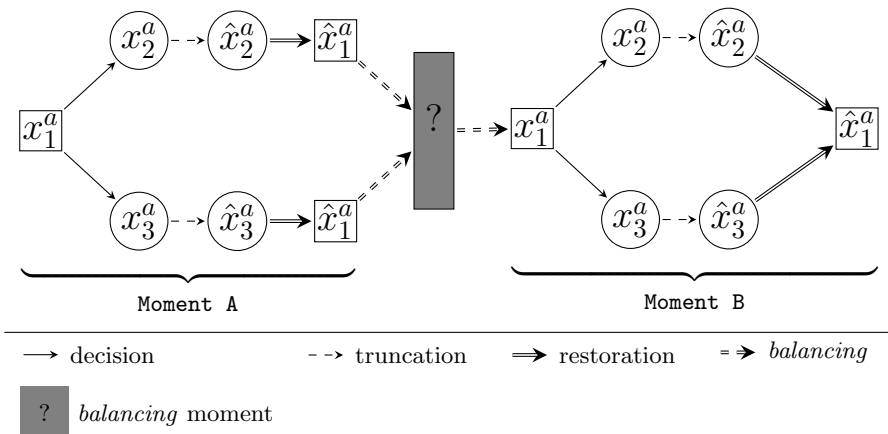 x_2^a x̂_2^a x̂_1^a x_2^a x̂_2^a
x_1^a ? x_1^a x̂_1^a
x_3^a x̂_3^a x̂_1^a x_3^a x̂_3^a
Moment A Moment B
decision truncation restoration balancing
? balancing moment